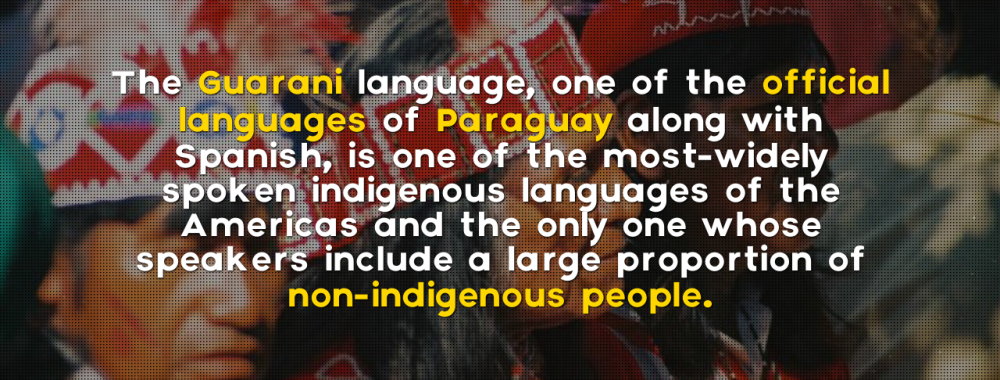 The Guarani language, one of the official
languages of Paraguay along with
Spanish, is one of the most-widely
spoken indigenous languages of the
Americas and the only one whose
speakers include a large proportion of
non-indigenous people.